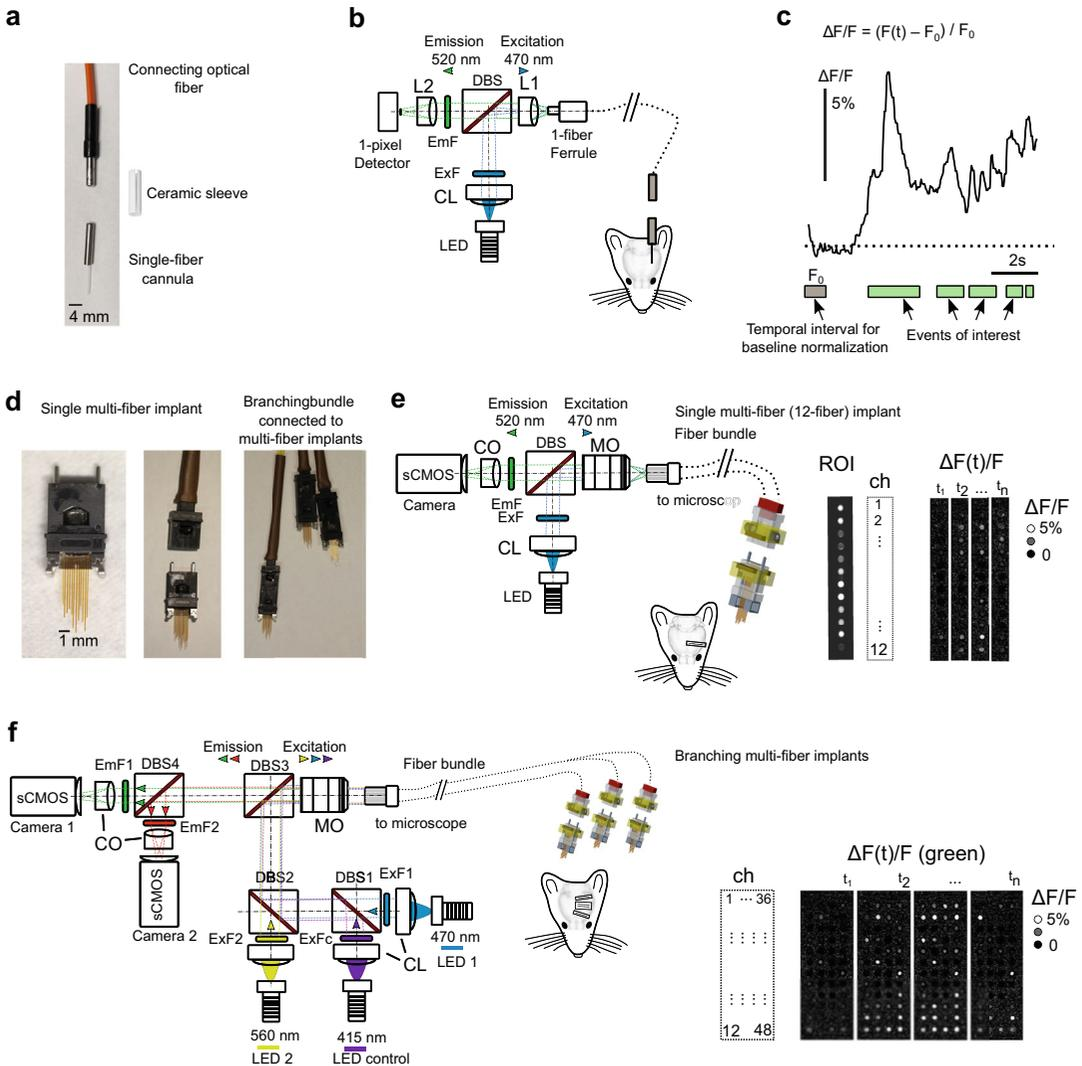 a
Connecting optical
fiber
Ceramic sleeve
Single-fiber
cannula
4 mm
b
Emission
520 nm
Excitation
470 nm
L2
DBS
L1
1-pixel
Detector
EmF
1-fiber
Ferrule
ExF
CL
LED
c
ΔF/F = (F(t) – F₀) / F₀
ΔF/F
5%
2s
F₀
Temporal interval for
baseline normalization
Events of interest
d
Single multi-fiber implant
Branchingbundle
connected to
multi-fiber implants
1 mm
e
Emission
520 nm
Excitation
470 nm
Single multi-fiber (12-fiber) implant
Fiber bundle
CO
DBS
MO
sCMOS
Camera
EmF
ExF
to microscop
CL
LED
ROI
ch
1
2
⋮
⋮
12
ΔF(t)/F
t₁ t₂ ... tₙ
ΔF/F
5%
0
f
Emission
Excitation
EmF1
DBS4
DBS3
Fiber bundle
Branching multi-fiber implants
sCMOS
Camera 1
MO
to microscope
EmF2
CO
sCMOS
Camera 2
DBS2
DBS1
ExF1
ExF2
ExFc
470 nm
LED 1
CL
560 nm
LED 2
415 nm
LED control
ch
1 ··· 36
⋮ ⋮ ⋮ ⋮
⋮ ⋮ ⋮ ⋮
12 48
ΔF(t)/F (green)
t₁ t₂ ... tₙ
ΔF/F
5%
0